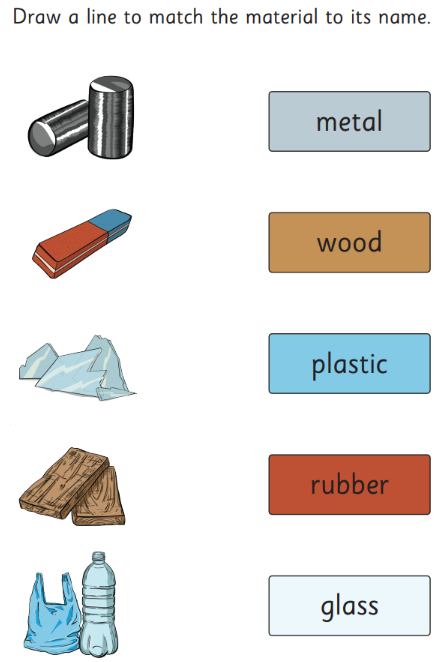 Draw a line to match the material to its name.
metal
wood
plastic
rubber
glass